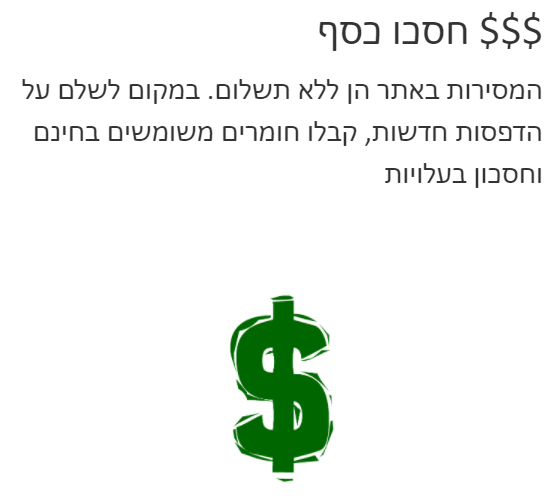 $$$ חסכו כסף
המסירות באתר הן ללא תשלום. במקום לשלם על
הדפסות חדשות, קבלו חומרים משומשים בחינם
וחסכון בעלויות
$